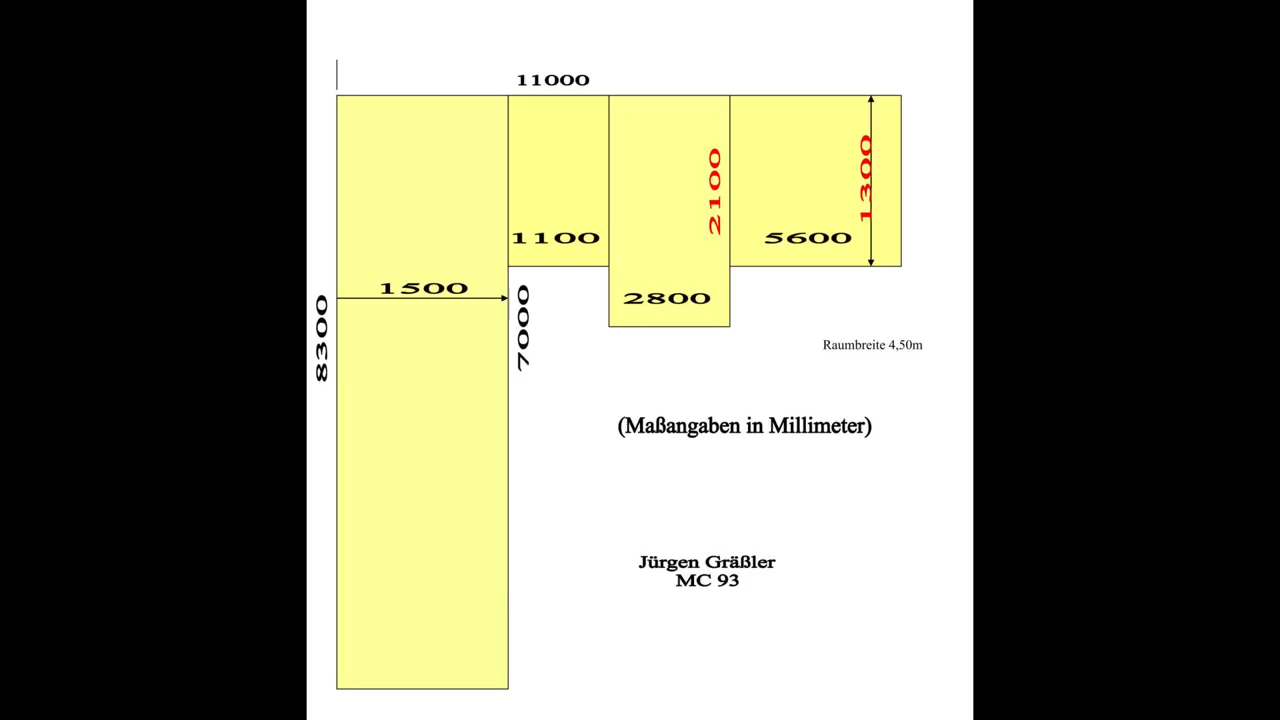 11000
2100
1300
1100
5600
1500
2800
8300
7000
Raumbreite 4,50m
(Maßangaben in Millimeter)
Jürgen Gräßler
MC 93